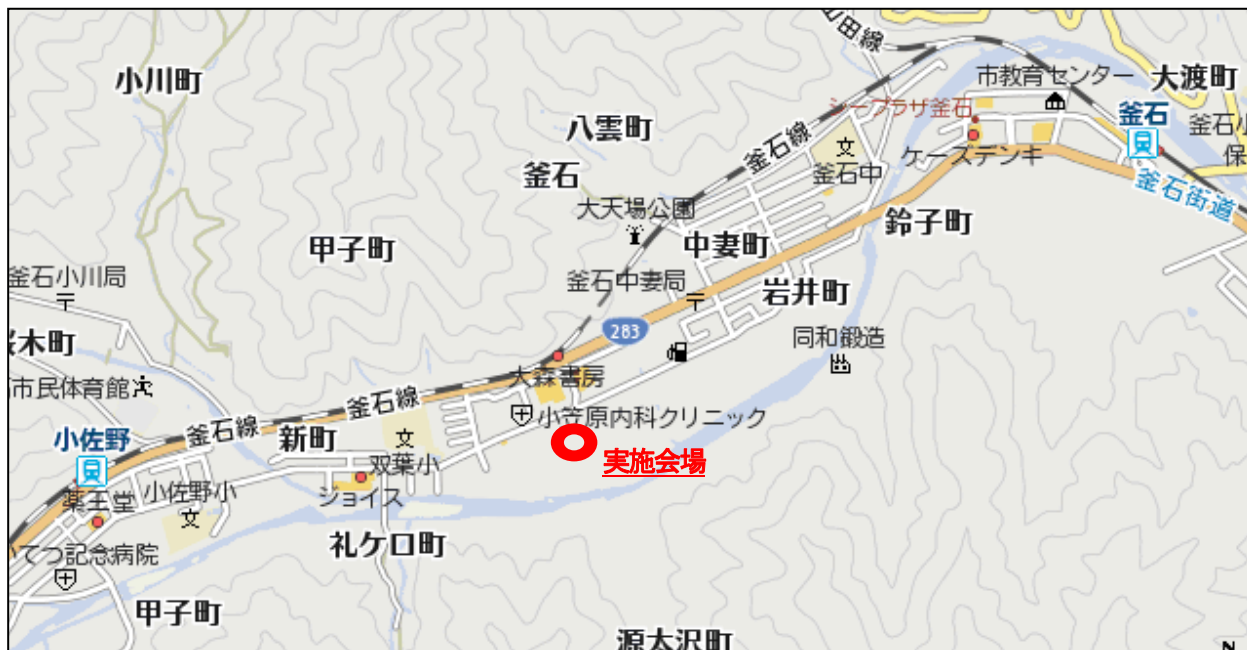 山田線
小川町
市教育センター
大渡町
シープラザ釜石
釜石
八雲町
釜石線
釜石小
保
ケーズデンキ
釜石中
釜石
釜石街道
大天場公園
鈴子町
甲子町
中妻町
釜石小川局
釜石中妻局
岩井町
283
桜木町
同和鍛造
市民体育館
大森書房
釜石線
釜石線
小笠原内科クリニック
小佐野
新町
実施会場
双葉小
薬王堂
小佐野小
ジョイス
礼ケ口町
てつ記念病院
甲子町
源太沢町
N